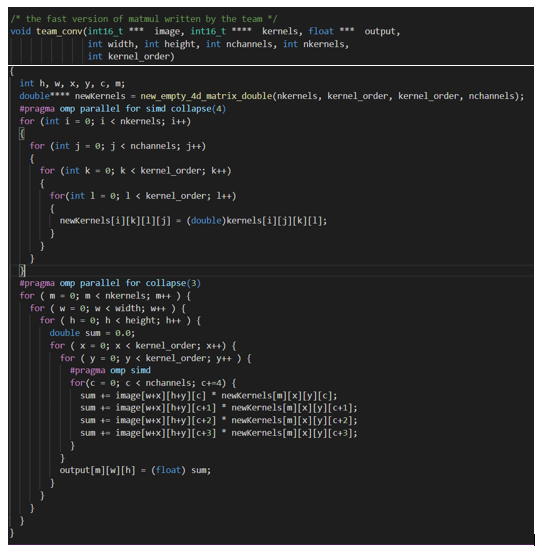 /* the fast version of matmul written by the team */
void team_conv(int16_t *** image, int16_t **** kernels, float *** output,
int width, int height, int nchannels, int nkernels,
int kernel_order)
{
int h, w, x, y, c, m;
double**** newKernels = new_empty_4d_matrix_double(nkernels, kernel_order, kernel_order, nchannels);
#pragma omp parallel for simd collapse(4)
for (int i = 0; i < nkernels; i++)
{
for (int j = 0; j < nchannels; j++)
{
for (int k = 0; k < kernel_order; k++)
{
for(int l = 0; l < kernel_order; l++)
{
newKernels[i][k][l][j] = (double)kernels[i][j][k][l];
}
}
}
}
#pragma omp parallel for collapse(3)
for ( m = 0; m < nkernels; m++ ) {
for ( w = 0; w < width; w++ ) {
for ( h = 0; h < height; h++ ) {
double sum = 0.0;
for ( x = 0; x < kernel_order; x++) {
for ( y = 0; y < kernel_order; y++ ) {
#pragma omp simd
for(c = 0; c < nchannels; c+=4) {
sum += image[w+x][h+y][c] * newKernels[m][x][y][c];
sum += image[w+x][h+y][c+1] * newKernels[m][x][y][c+1];
sum += image[w+x][h+y][c+2] * newKernels[m][x][y][c+2];
sum += image[w+x][h+y][c+3] * newKernels[m][x][y][c+3];
}
}
output[m][w][h] = (float) sum;
}
}
}
}
}